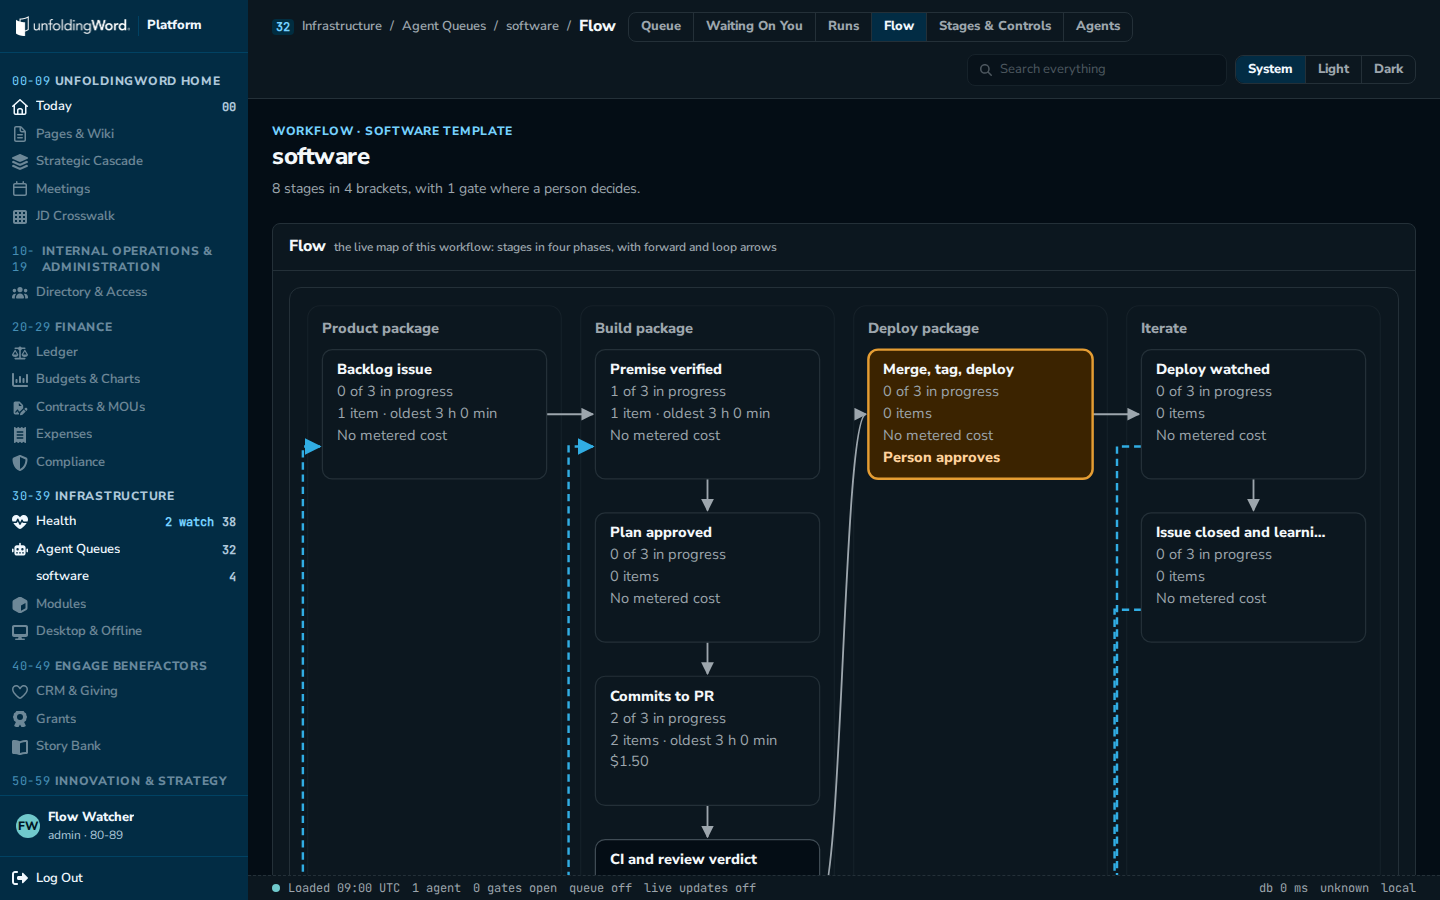 unfoldingWord® Platform
00-09 UNFOLDINGWORD HOME
Today 00
Pages & Wiki
Strategic Cascade
Meetings
JD Crosswalk
10-19 INTERNAL OPERATIONS & ADMINISTRATION
Directory & Access
20-29 FINANCE
Ledger
Budgets & Charts
Contracts & MOUs
Expenses
Compliance
30-39 INFRASTRUCTURE
Health 2 watch 38
Agent Queues 32
software 4
Modules
Desktop & Offline
40-49 ENGAGE BENEFACTORS
CRM & Giving
Grants
Story Bank
50-59 INNOVATION & STRATEGY
FW Flow Watcher
admin · 80-89
Log Out
32 Infrastructure / Agent Queues / software / Flow
Queue Waiting On You Runs Flow Stages & Controls Agents
Search everything
System Light Dark
WORKFLOW · SOFTWARE TEMPLATE
software
8 stages in 4 brackets, with 1 gate where a person decides.
Flow the live map of this workflow: stages in four phases, with forward and loop arrows
Product package
Backlog issue
0 of 3 in progress
1 item · oldest 3 h 0 min
No metered cost
Build package
Premise verified
1 of 3 in progress
1 item · oldest 3 h 0 min
No metered cost
Plan approved
0 of 3 in progress
0 items
No metered cost
Commits to PR
2 of 3 in progress
2 items · oldest 3 h 0 min
$1.50
CI and review verdict
Deploy package
Merge, tag, deploy
0 of 3 in progress
0 items
No metered cost
Person approves
Iterate
Deploy watched
0 of 3 in progress
0 items
No metered cost
Issue closed and learni...
0 of 3 in progress
0 items
No metered cost
Loaded 09:00 UTC 1 agent 0 gates open queue off live updates off
db 0 ms unknown local